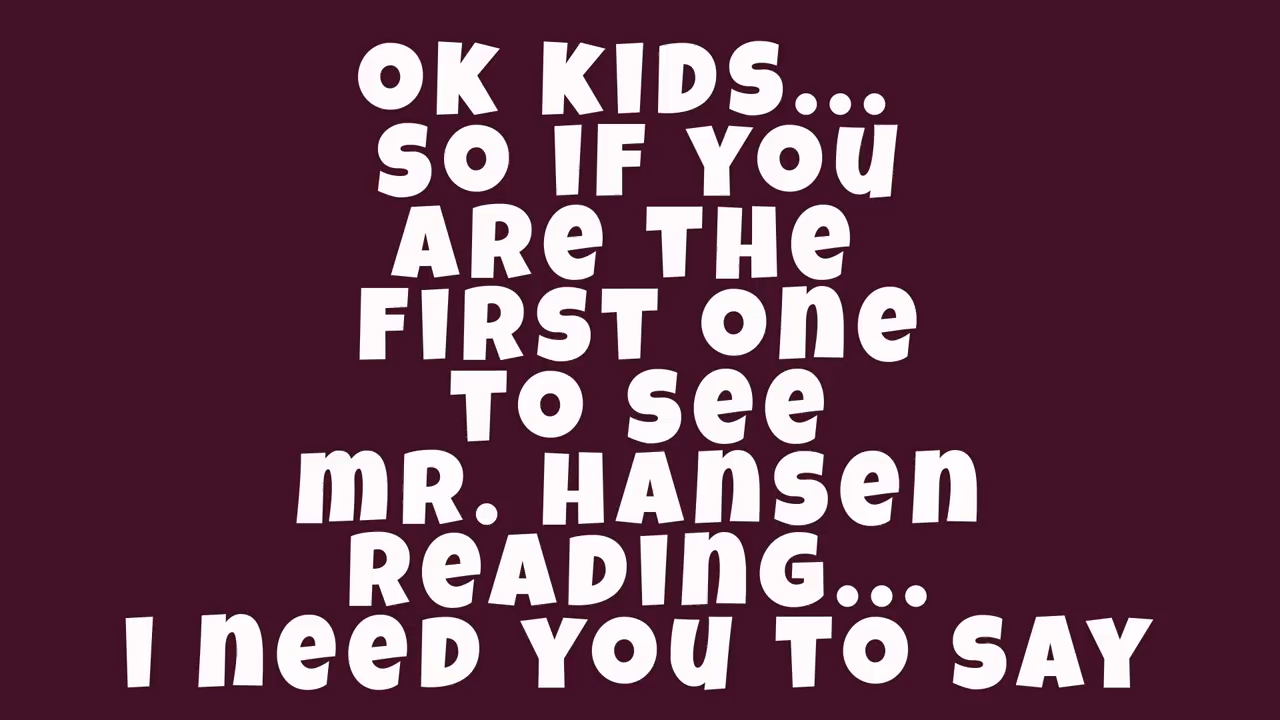 OK KIDS...
SO IF YOU
ARE THE
FIRST ONE
TO SEE
MR. HANSEN
READING...
I NEED YOU TO SAY